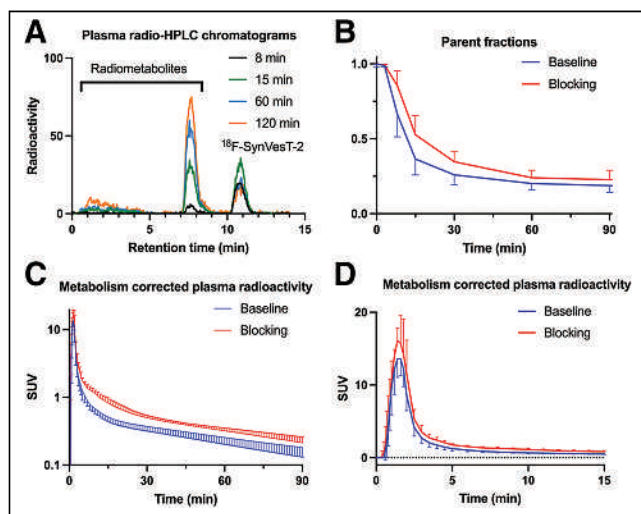 A
Plasma radio-HPLC chromatograms
Radiometabolites
8 min
15 min
60 min
120 min
¹⁸F-SynVesT-2
Radioactivity
100
50
0
0 5 10 15
Retention time (min)
B
Parent fractions
Baseline
Blocking
1.0
0.5
0.0
0 30 60 90
Time (min)
C
Metabolism corrected plasma radioactivity
Baseline
Blocking
SUV
10
1
0.1
0 30 60 90
Time (min)
D
Metabolism corrected plasma radioactivity
Baseline
Blocking
SUV
20
10
0
0 5 10 15
Time (min)